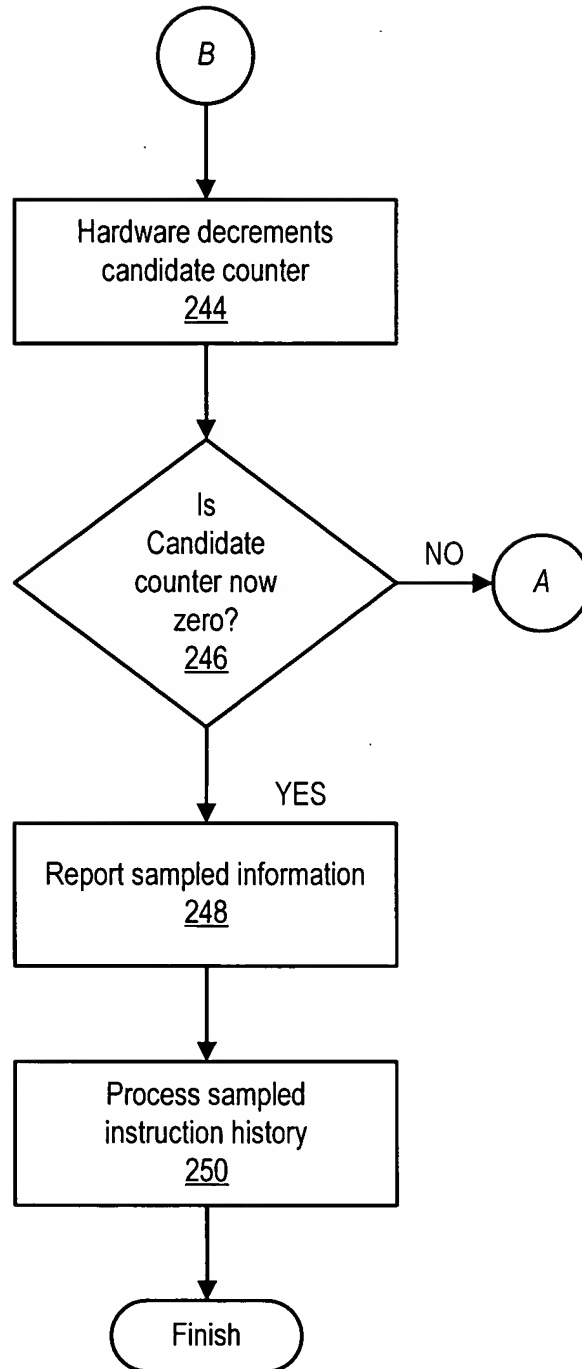 B
Hardware decrements
candidate counter
244
Is
Candidate
counter now
zero?
246
NO
A
YES
Report sampled information
248
Process sampled
instruction history
250
Finish